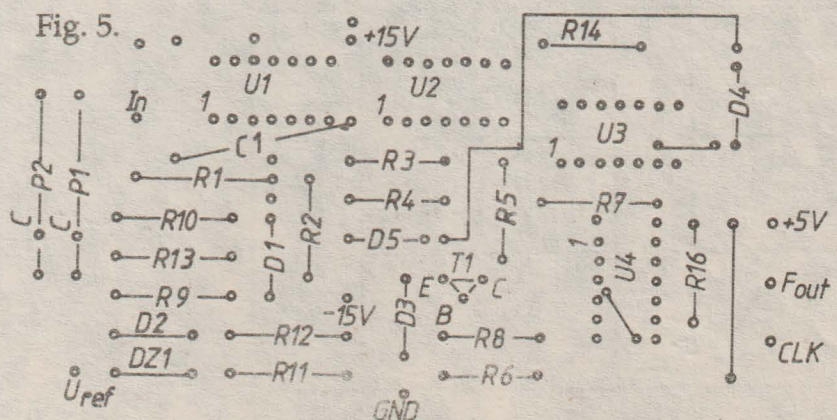 Fig. 5.
+15V
R14
U1
U2
D4
In
1
1
U3
C1
1
P2
P1
R3
R1
R4
R5
R7
C
C
R10
D1
R2
D5
1
U4
+5V
R13
T1
E
C
R16
R9
-15V
D3
B
Fout
D2
R12
R8
CLK
DZ1
R11
R6
Uref
GND